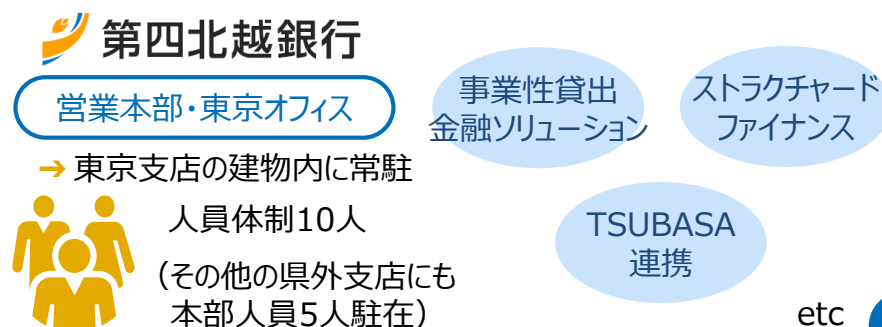 第四北越銀行
営業本部・東京オフィス
→ 東京支店の建物内に常駐
人員体制10人
（その他の県外支店にも
本部人員5人駐在）
事業性貸出
金融ソリューション
ストラクチャード
ファイナンス
TSUBASA
連携
etc